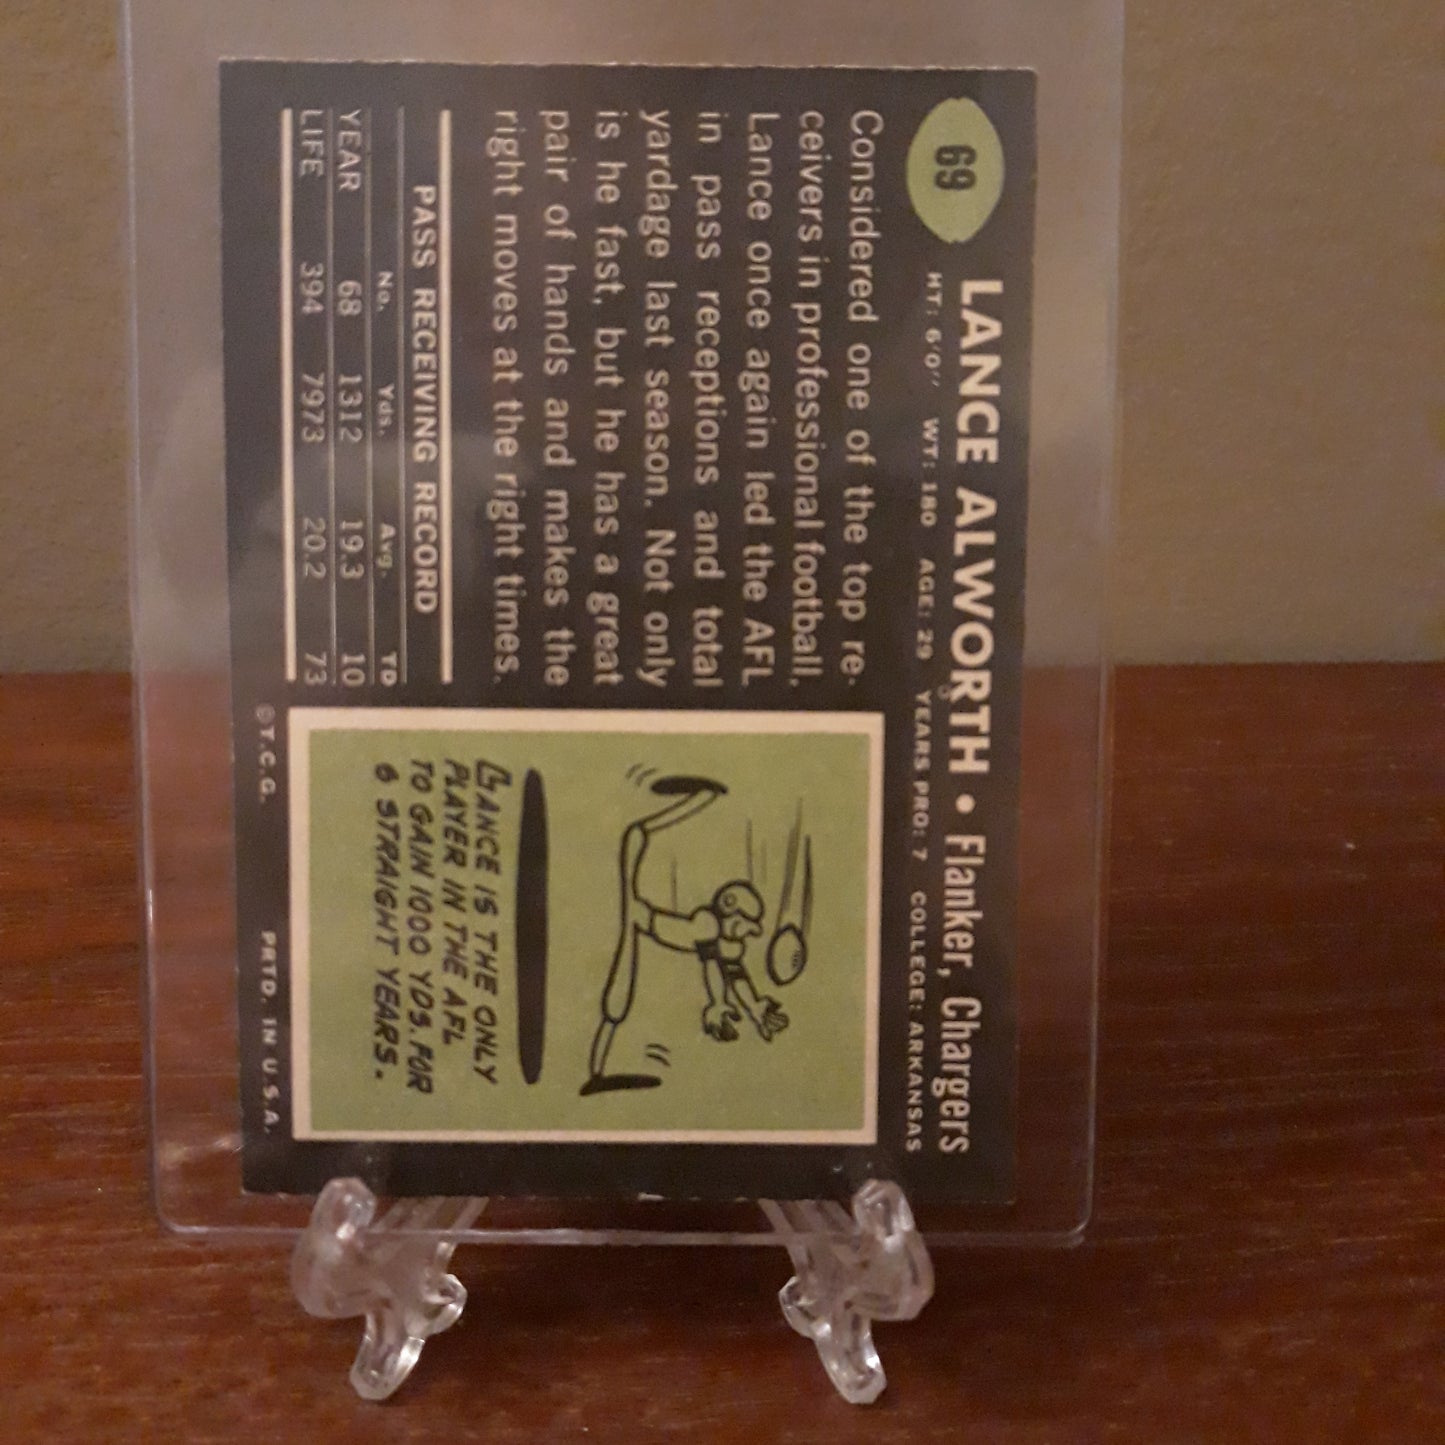 69
LANCE ALWORTH • Flanker, Chargers
HT: 6'0" WT: 180 AGE: 29 YEARS PRO: 7 COLLEGE: ARKANSAS
Considered one of the top re-
ceivers in professional football,
Lance once again led the AFL
in pass receptions and total
yardage last season. Not only
is he fast, but he has a great
pair of hands and makes the
right moves at the right times.
PASS RECEIVING RECORD
No. Yds. Avg. TD
YEAR 68 1312 19.3 10
LIFE 394 7973 20.2 73
LANCE IS THE ONLY
PLAYER IN THE AFL
TO GAIN 1000 YDS. FOR
6 STRAIGHT YEARS.
©T.C.G. PRTD. IN U.S.A.